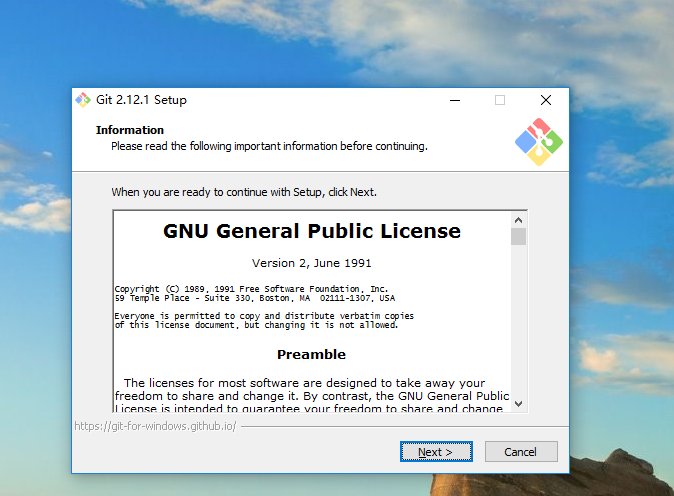 Git 2.12.1 Setup
Information
Please read the following important information before continuing.
When you are ready to continue with Setup, click Next.
GNU General Public License
Version 2, June 1991
Copyright (C) 1989, 1991 Free Software Foundation, Inc.
59 Temple Place - Suite 330, Boston, MA  02111-1307, USA
Everyone is permitted to copy and distribute verbatim copies
of this license document, but changing it is not allowed.
Preamble
The licenses for most software are designed to take away your
freedom to share and change it. By contrast, the GNU General Public
License is intended to guarantee your freedom to share and change
https://git-for-windows.github.io/
Next >
Cancel